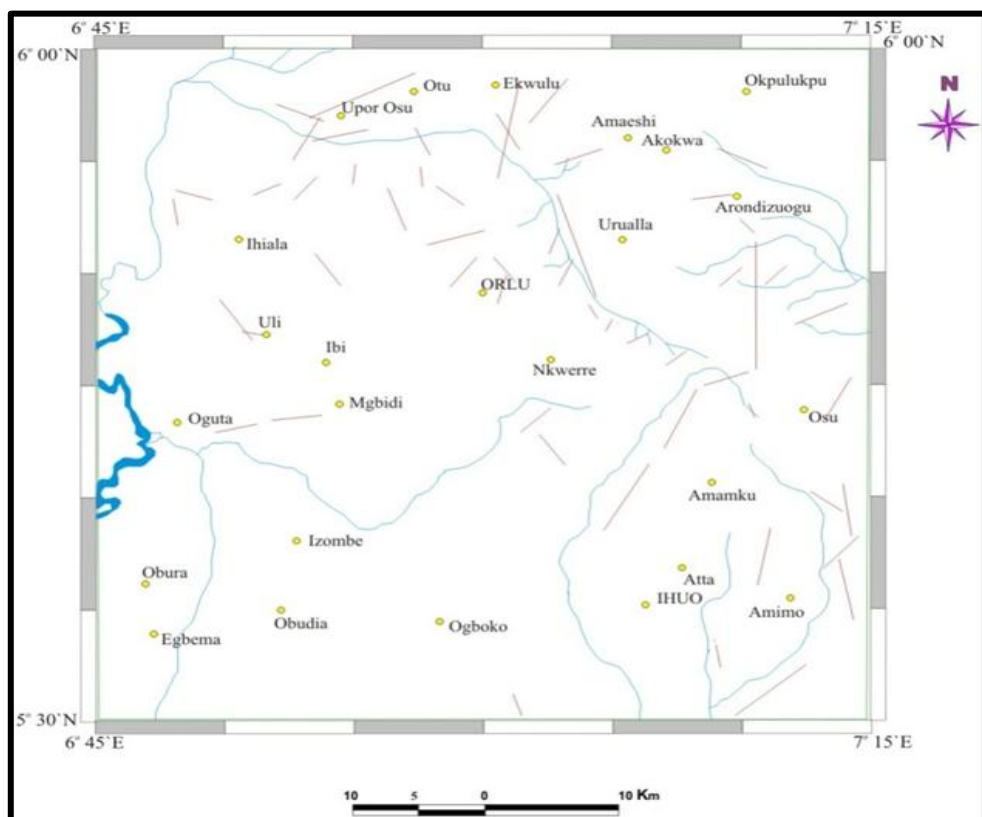 6° 45`E 7° 15`E
6° 00`N 6° 00`N
N
Otu
Ekwulu
Okpulukpu
Upor Osu
Amaeshi
Akokwa
Arondizuogu
Urualla
Ihiala
ORLU
Uli
Ibi
Nkwerre
Mgbidi
Oguta
Osu
Amamku
Izombe
Atta
Obura
IHUO
Amimo
Obudia
Ogboko
Egbema
5° 30`N
6° 45`E 7° 15`E
10 5 0 10 Km